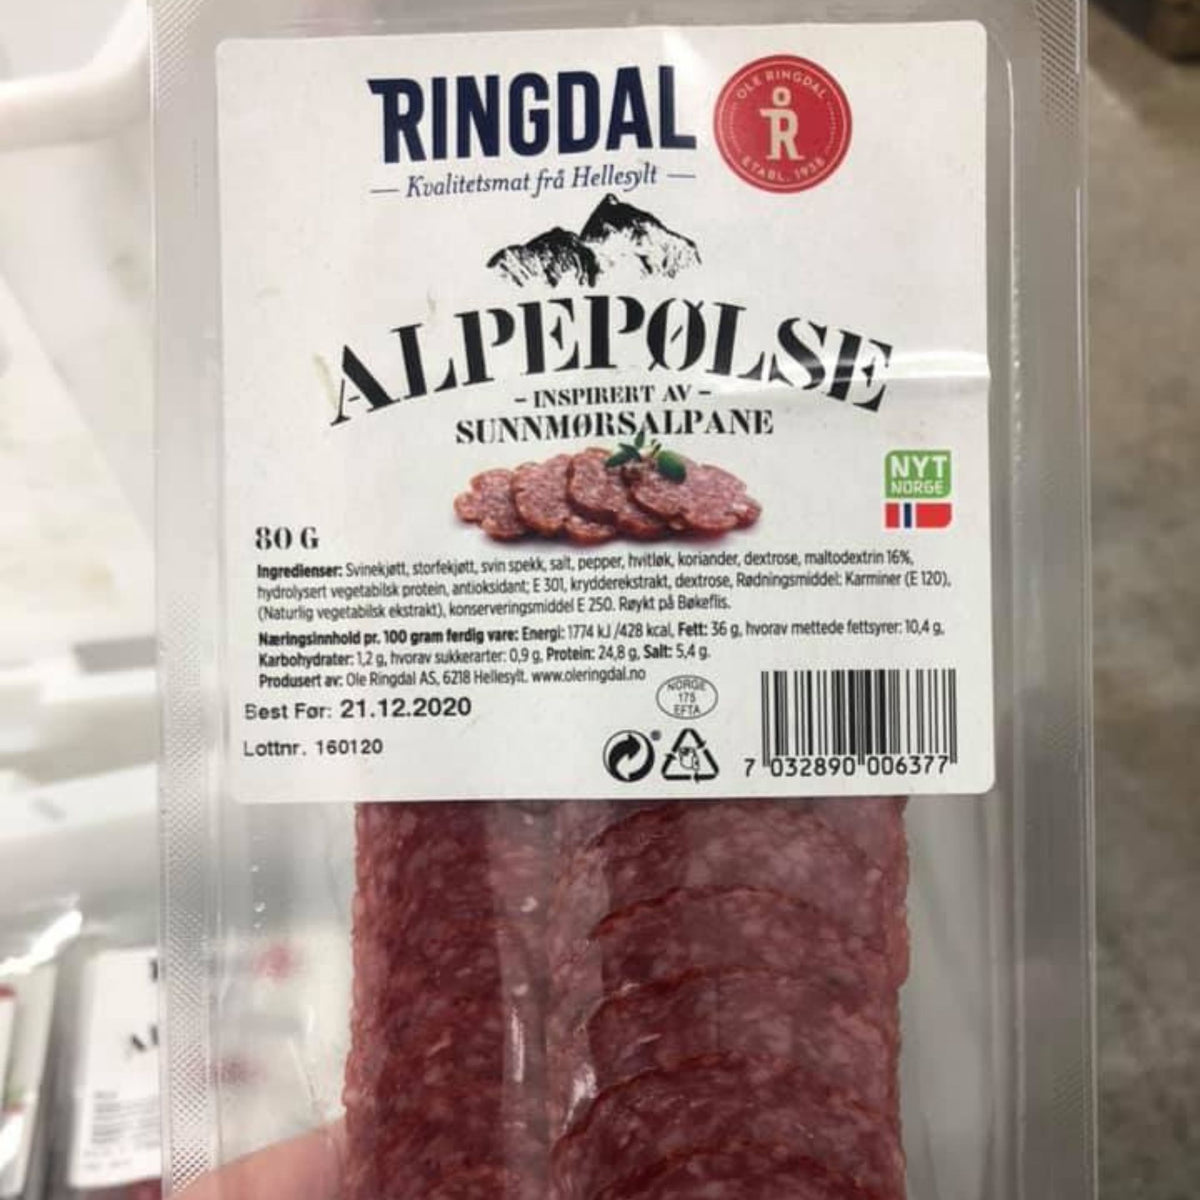 RINGDAL
OLE RINGDAL
ÅR
ETABL. 1938
— Kvalitetsmat frå Hellesylt —
ALPEPØLSE
- INSPIRERT AV -
SUNNMØRSALPANE
NYT
NORGE
80 G
Ingredienser: Svinekjøtt, storfekjøtt, svin spekk, salt, pepper, hvitløk, koriander, dextrose, maltodextrin 16%,
hydrolysert vegetabilsk protein, antioksidant; E 301, krydderekstrakt, dextrose, Rødningsmiddel: Karminer (E 120),
(Naturlig vegetabilsk ekstrakt), konserveringsmiddel E 250. Røykt på Bøkeflis.
Næringsinnhold pr. 100 gram ferdig vare: Energi: 1774 kJ /428 kcal, Fett: 36 g, hvorav mettede fettsyrer: 10,4 g,
Karbohydrater: 1,2 g, hvorav sukkerarter: 0,9 g, Protein: 24,8 g, Salt: 5,4 g.
Produsert av: Ole Ringdal AS, 6218 Hellesylt. www.oleringdal.no
NORGE
175
EFTA
Best Før: 21.12.2020
Lottnr. 160120
7 032890 006377